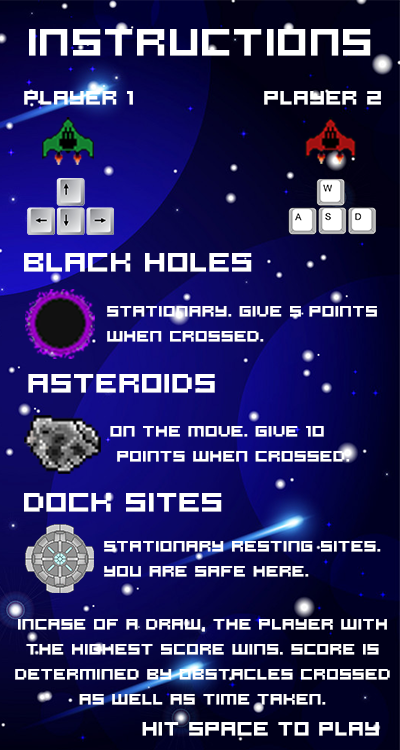 INSTRUCTIONS
PLAYER 1 PLAYER 2
↑ W
← ↓ → A S D
BLACK HOLES
STATIONARY. GIVE 5 POINTS
WHEN CROSSED.
ASTEROIDS
ON THE MOVE. GIVE 10
POINTS WHEN CROSSED.
DOCK SITES
STATIONARY RESTING SITES.
YOU ARE SAFE HERE.
INCASE OF A DRAW, THE PLAYER WITH
THE HIGHEST SCORE WINS. SCORE IS
DETERMINED BY OBSTACLES CROSSED
AS WELL AS TIME TAKEN.
HIT SPACE TO PLAY